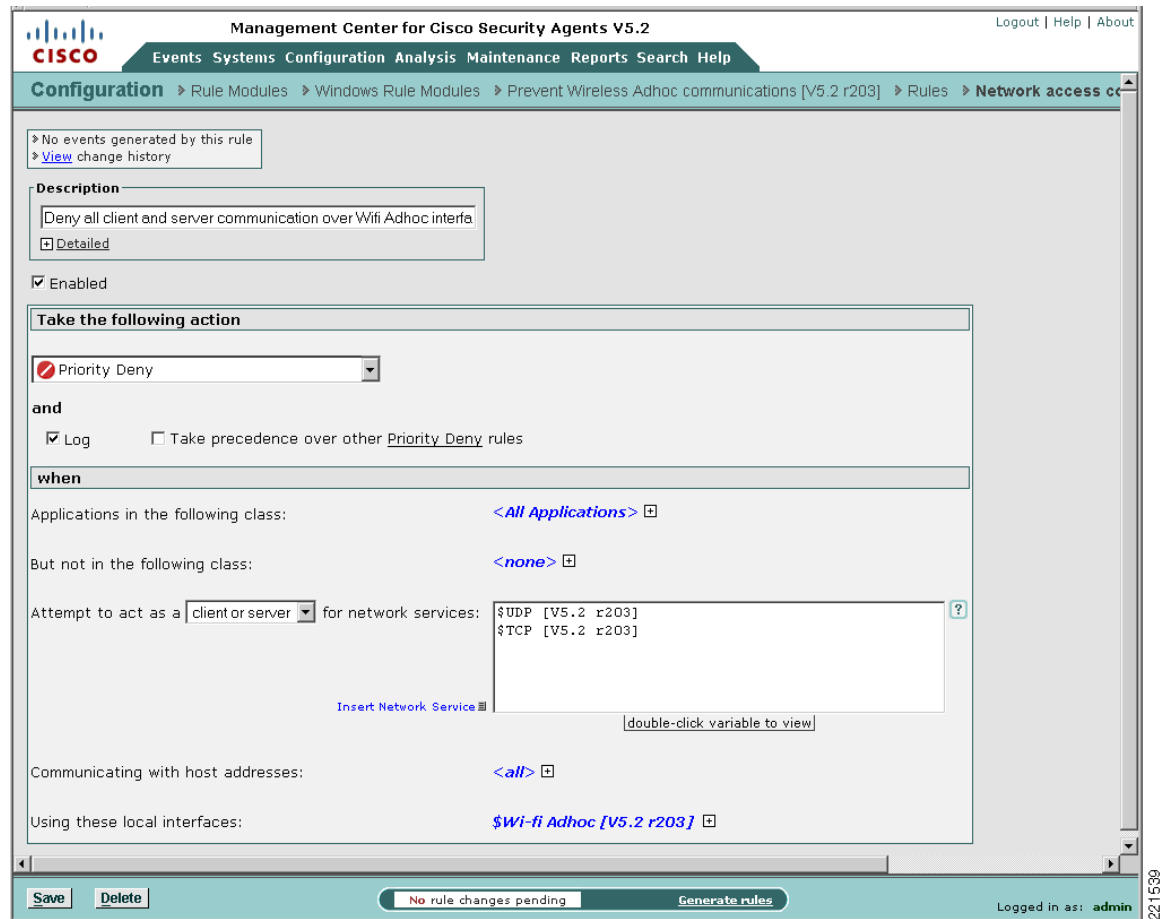 Management Center for Cisco Security Agents V5.2
Logout | Help | About
CISCO
Events Systems Configuration Analysis Maintenance Reports Search Help
Configuration > Rule Modules > Windows Rule Modules > Prevent Wireless Adhoc communications [V5.2 r203] > Rules > Network access co
No events generated by this rule
View change history
Description
Deny all client and server communication over Wifi Adhoc interfa
Detailed
Enabled
Take the following action
Priority Deny
and
Log Take precedence over other Priority Deny rules
when
Applications in the following class: <All Applications>
But not in the following class: <none>
Attempt to act as a client or server for network services: $UDP [V5.2 r203]
$TCP [V5.2 r203]
?
Insert Network Service
double-click variable to view
Communicating with host addresses: <all>
Using these local interfaces: $Wi-fi Adhoc [V5.2 r203]
Save Delete No rule changes pending Generate rules Logged in as: admin
221539